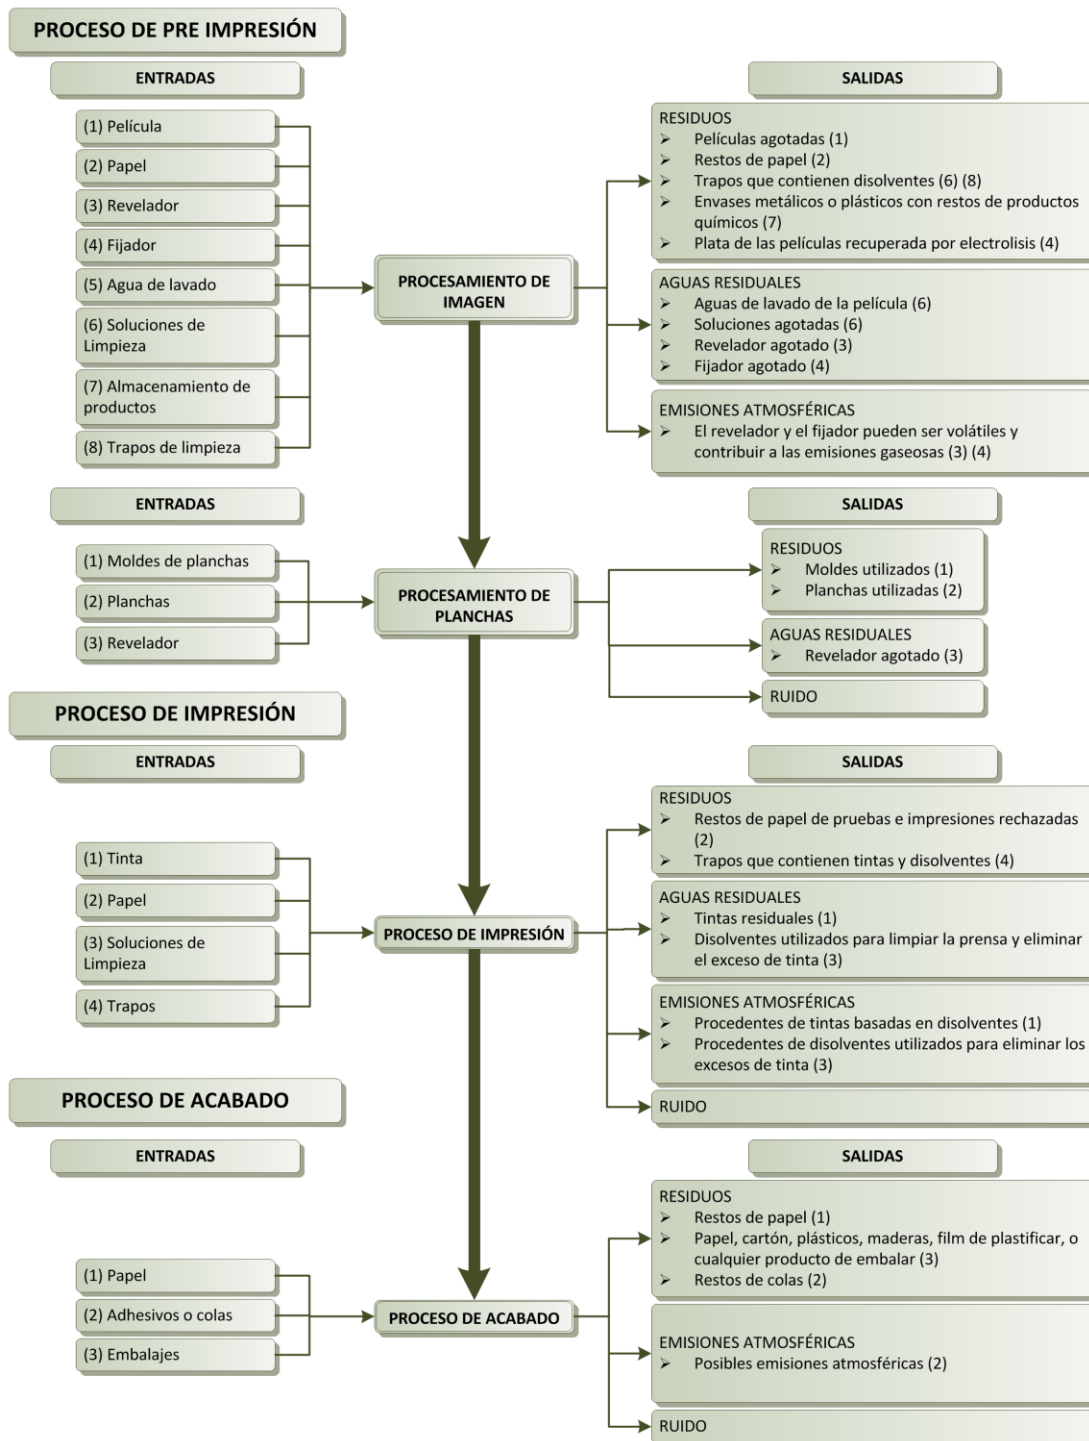 PROCESO DE PRE IMPRESIÓN
ENTRADAS
(1) Película
(2) Papel
(3) Revelador
(4) Fijador
(5) Agua de lavado
(6) Soluciones de
Limpieza
(7) Almacenamiento de
productos
(8) Trapos de limpieza
PROCESAMIENTO DE
IMAGEN
SALIDAS
RESIDUOS
➢ Películas agotadas (1)
➢ Restos de papel (2)
➢ Trapos que contienen disolventes (6) (8)
➢ Envases metálicos o plásticos con restos de productos
químicos (7)
➢ Plata de las películas recuperada por electrolisis (4)
AGUAS RESIDUALES
➢ Aguas de lavado de la película (6)
➢ Soluciones agotadas (6)
➢ Revelador agotado (3)
➢ Fijador agotado (4)
EMISIONES ATMOSFÉRICAS
➢ El revelador y el fijador pueden ser volátiles y
contribuir a las emisiones gaseosas (3) (4)
ENTRADAS
(1) Moldes de planchas
(2) Planchas
(3) Revelador
PROCESAMIENTO DE
PLANCHAS
SALIDAS
RESIDUOS
➢ Moldes utilizados (1)
➢ Planchas utilizadas (2)
AGUAS RESIDUALES
➢ Revelador agotado (3)
RUIDO
PROCESO DE IMPRESIÓN
ENTRADAS
(1) Tinta
(2) Papel
(3) Soluciones de
Limpieza
(4) Trapos
PROCESO DE IMPRESIÓN
SALIDAS
RESIDUOS
➢ Restos de papel de pruebas e impresiones rechazadas
(2)
➢ Trapos que contienen tintas y disolventes (4)
AGUAS RESIDUALES
➢ Tintas residuales (1)
➢ Disolventes utilizados para limpiar la prensa y eliminar
el exceso de tinta (3)
EMISIONES ATMOSFÉRICAS
➢ Procedentes de tintas basadas en disolventes (1)
➢ Procedentes de disolventes utilizados para eliminar los
excesos de tinta (3)
RUIDO
PROCESO DE ACABADO
ENTRADAS
(1) Papel
(2) Adhesivos o colas
(3) Embalajes
PROCESO DE ACABADO
SALIDAS
RESIDUOS
➢ Restos de papel (1)
➢ Papel, cartón, plásticos, maderas, film de plastificar, o
cualquier producto de embalar (3)
➢ Restos de colas (2)
EMISIONES ATMOSFÉRICAS
➢ Posibles emisiones atmosféricas (2)
RUIDO